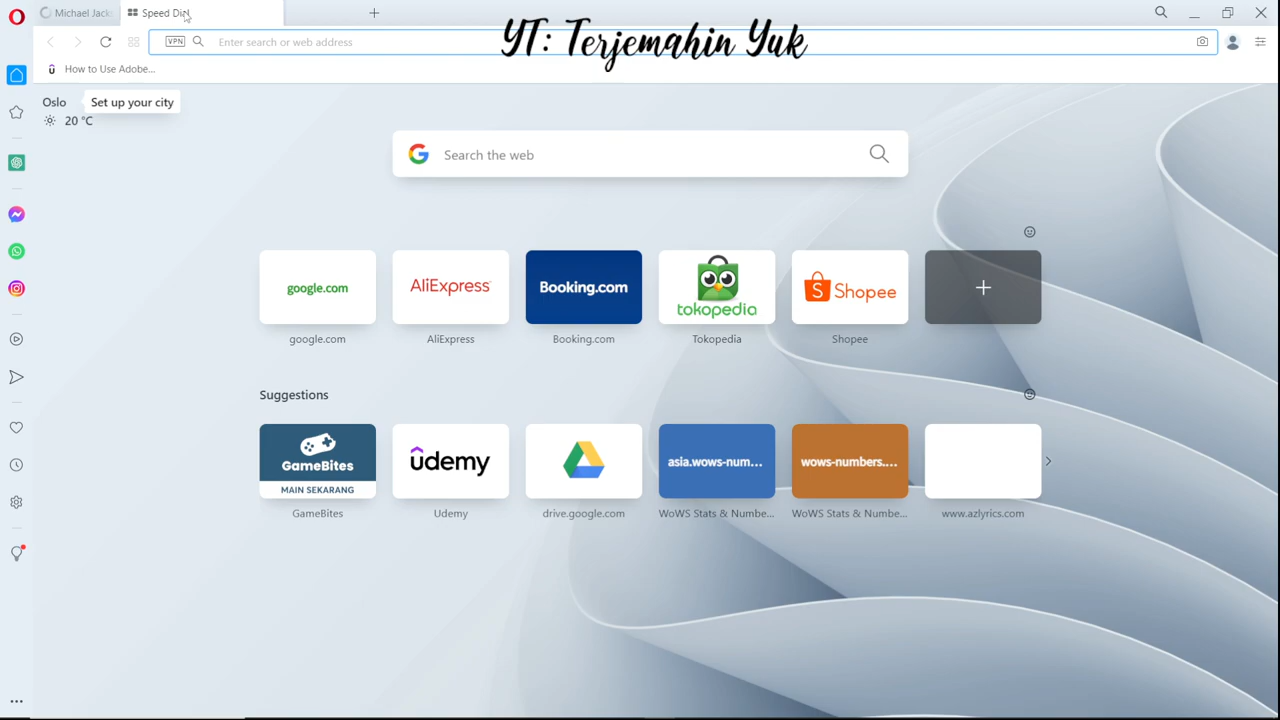 Michael Jacks
Speed Dial
YT: Terjemahin Yuk
VPN
Enter search or web address
How to Use Adobe...
Oslo
Set up your city
20 °C
Search the web
google.com
AliExpress
Booking.com
tokopedia
Shopee
google.com
AliExpress
Booking.com
Tokopedia
Shopee
Suggestions
GameBites
MAIN SEKARANG
udemy
asia.wows-num...
wows-numbers....
GameBites
Udemy
drive.google.com
WoWS Stats & Numbe...
WoWS Stats & Numbe...
www.azlyrics.com